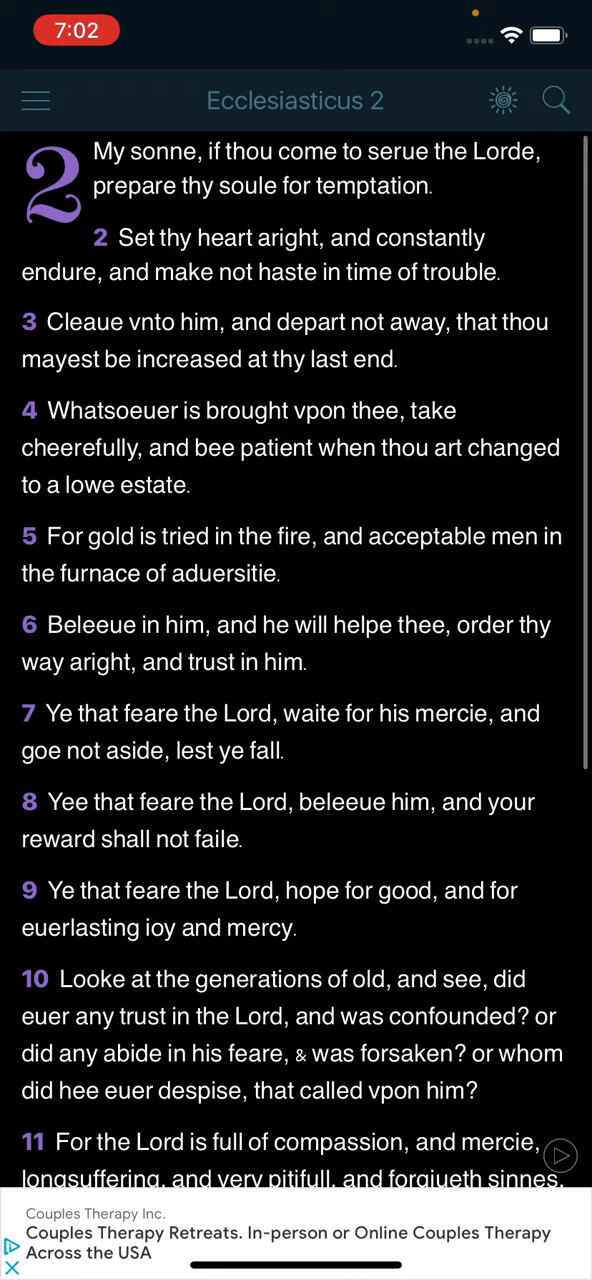 7:02
Ecclesiasticus 2
2 My sonne, if thou come to serue the Lorde,
prepare thy soule for temptation.
2 Set thy heart aright, and constantly
endure, and make not haste in time of trouble.
3 Cleaue vnto him, and depart not away, that thou
mayest be increased at thy last end.
4 Whatsoeuer is brought vpon thee, take
cheerefully, and bee patient when thou art changed
to a lowe estate.
5 For gold is tried in the fire, and acceptable men in
the furnace of aduersitie.
6 Beleeue in him, and he will helpe thee, order thy
way aright, and trust in him.
7 Ye that feare the Lord, waite for his mercie, and
goe not aside, lest ye fall.
8 Yee that feare the Lord, beleeue him, and your
reward shall not faile.
9 Ye that feare the Lord, hope for good, and for
euerlasting ioy and mercy.
10 Looke at the generations of old, and see, did
euer any trust in the Lord, and was confounded? or
did any abide in his feare, & was forsaken? or whom
did hee euer despise, that called vpon him?
11 For the Lord is full of compassion, and mercie,
longsuffering, and very pitifull, and forgiueth sinnes,
Couples Therapy Inc.
Couples Therapy Retreats. In-person or Online Couples Therapy
Across the USA